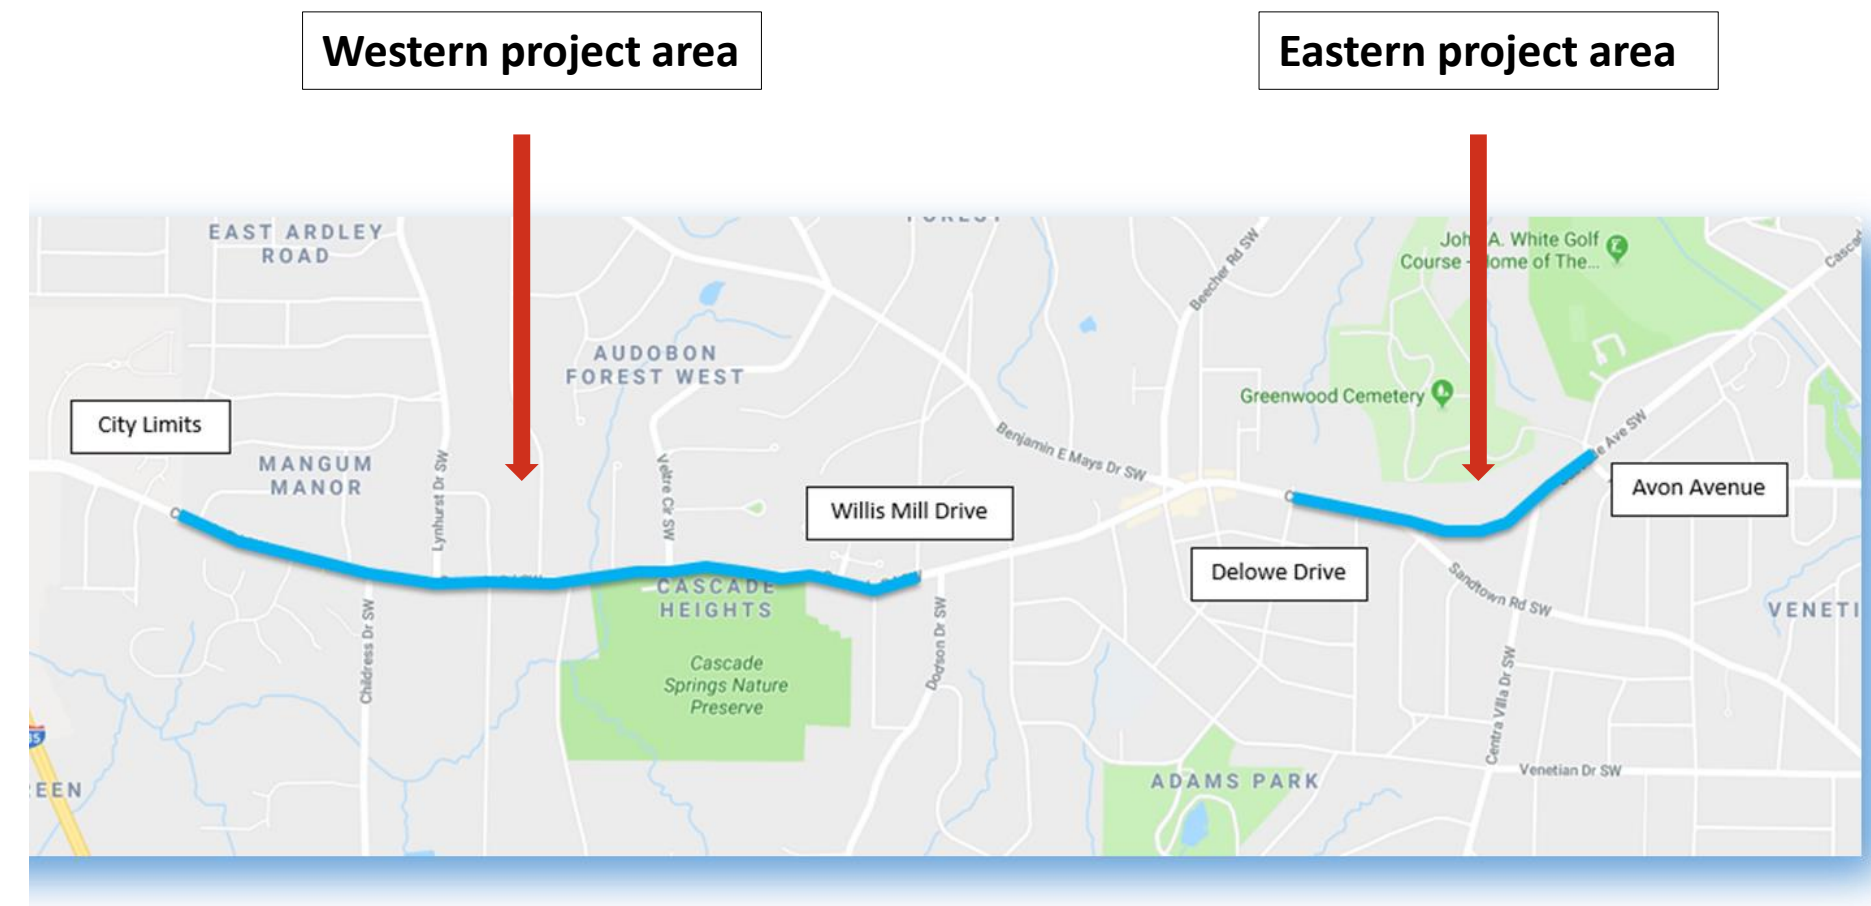 Western project area
Eastern project area
EAST ARDLEY
ROAD
John A. White Golf
Course - Home of The...
Beecher Rd SW
AUDOBON
FOREST WEST
Greenwood Cemetery
City Limits
MANGUM
MANOR
Lynhurst Dr SW
Veltre Cir SW
Benjamin E Mays Dr SW
Ave SW
Avon Avenue
Willis Mill Drive
Delowe Drive
CASCADE
HEIGHTS
Sandtown Rd SW
VENETI
Childress Dr SW
Dodson Dr SW
Cascade
Springs Nature
Preserve
Centra Villa Dr SW
Venetian Dr SW
ADAMS PARK
EEN